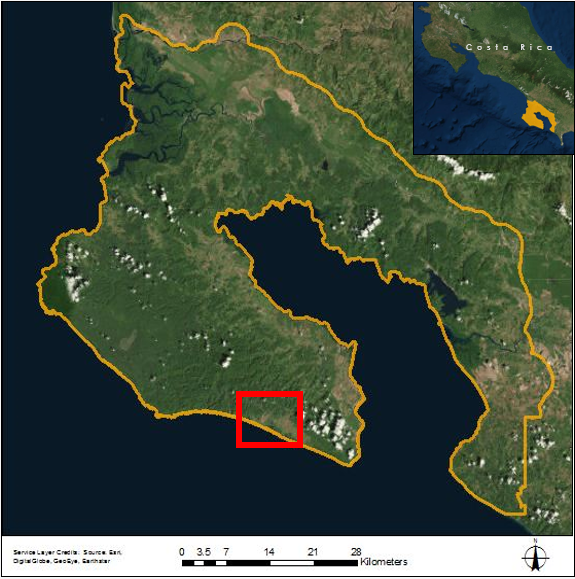 Costa Rica
Service Layer Credits: Source: Esri,
DigitalGlobe, GeoEye, Earthstar
0 3.5 7 14 21 28
Kilometers
N